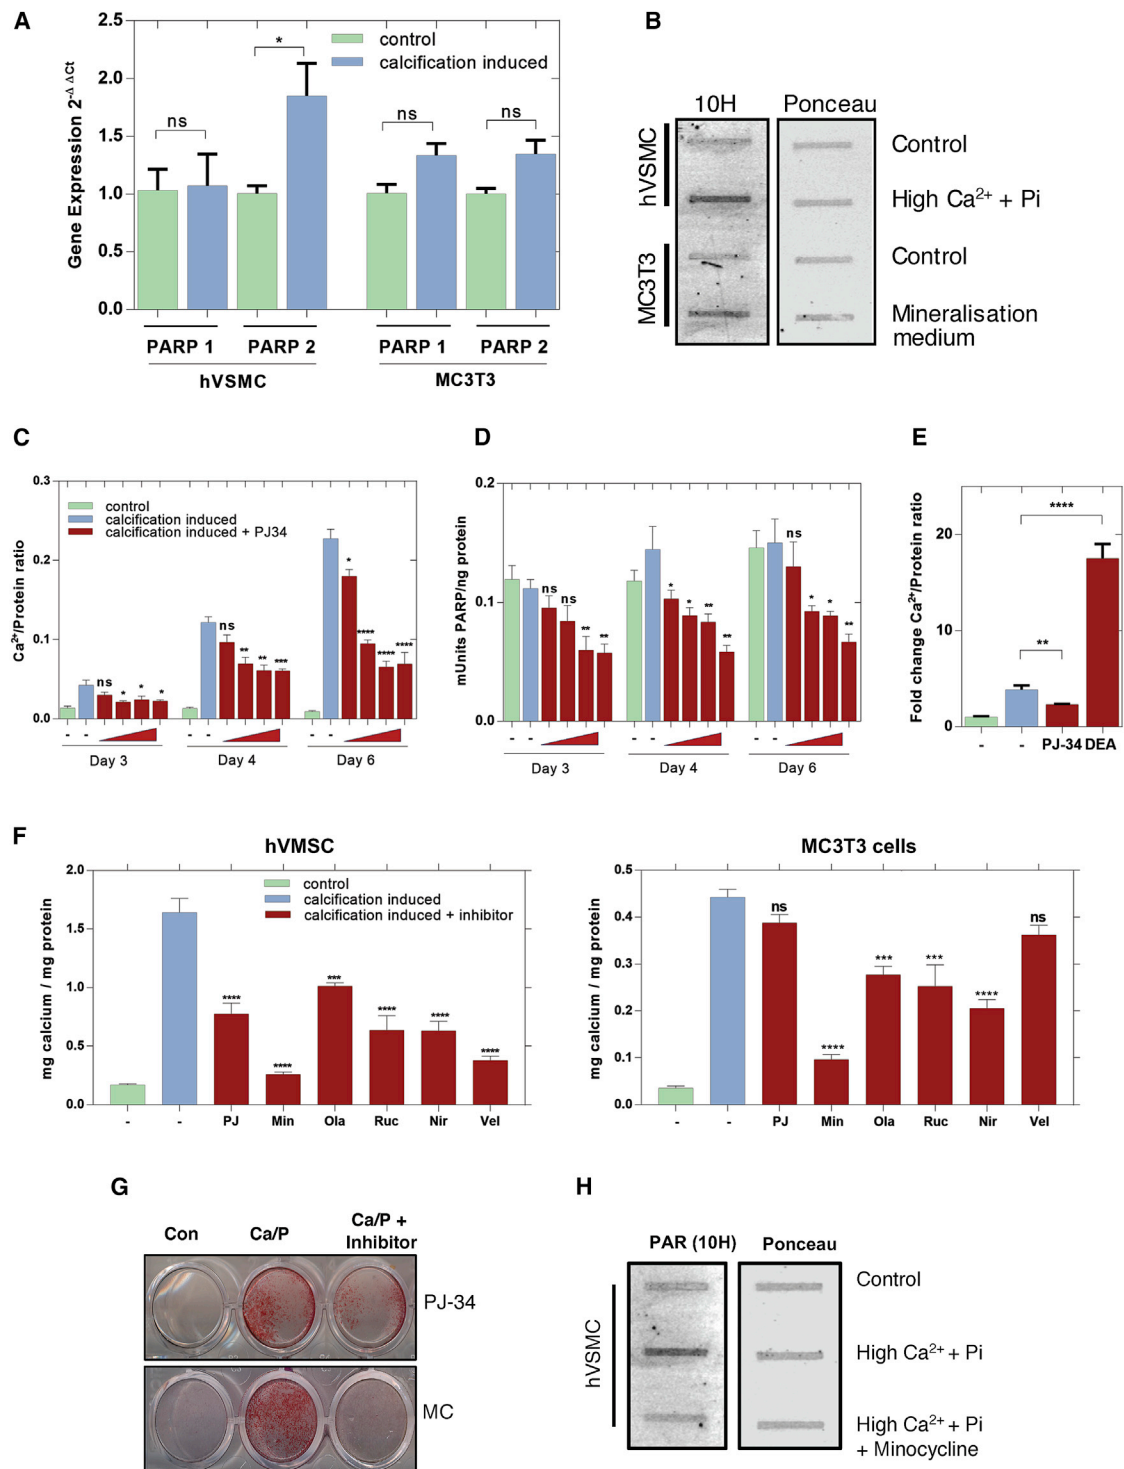 A
2.5
2.0
1.5
1.0
0.5
0.0
Gene Expression 2-Δ ΔCt
control
calcification induced
ns
*
ns
ns
PARP 1
PARP 2
PARP 1
PARP 2
hVSMC
MC3T3
B
10H
Ponceau
hVSMC
MC3T3
Control
High Ca2+ + Pi
Control
Mineralisation
medium
C
0.3
0.2
0.1
0.0
Ca2+/Protein ratio
control
calcification induced
calcification induced + PJ34
ns
*
*
*
ns
**
**
***
*
****
****
****
- -
- -
- -
Day 3
Day 4
Day 6
D
0.2
0.1
0.0
mUnits PARP/ng protein
ns
ns
**
**
*
*
**
**
ns
*
*
**
- -
- -
- -
Day 3
Day 4
Day 6
E
20
10
0
Fold change Ca2+/Protein ratio
****
**
- - PJ-34 DEA
F
hVMSC
2.0
1.5
1.0
0.5
0.0
mg calcium / mg protein
control
calcification induced
calcification induced + inhibitor
****
****
***
****
****
****
- - PJ Min Ola Ruc Nir Vel
MC3T3 cells
0.5
0.4
0.3
0.2
0.1
0.0
mg calcium / mg protein
ns
****
***
***
****
ns
- - PJ Min Ola Ruc Nir Vel
G
Con
Ca/P
Ca/P +
Inhibitor
PJ-34
MC
H
PAR (10H)
Ponceau
hVSMC
Control
High Ca2+ + Pi
High Ca2+ + Pi
+ Minocycline